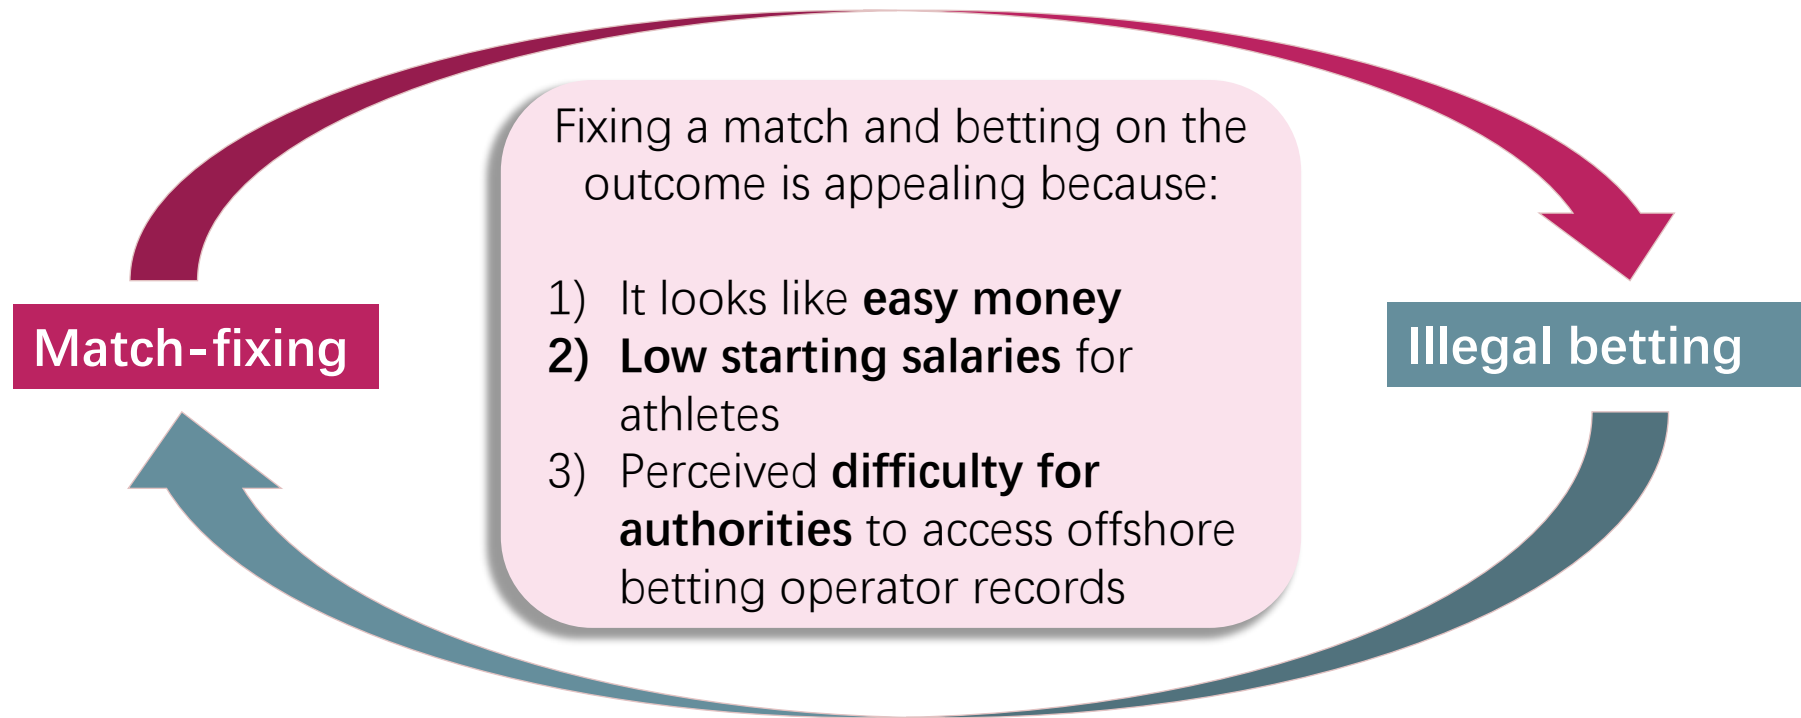 Fixing a match and betting on the
outcome is appealing because:
1) It looks like easy money
2) Low starting salaries for
athletes
3) Perceived difficulty for
authorities to access offshore
betting operator records
Match-fixing
Illegal betting